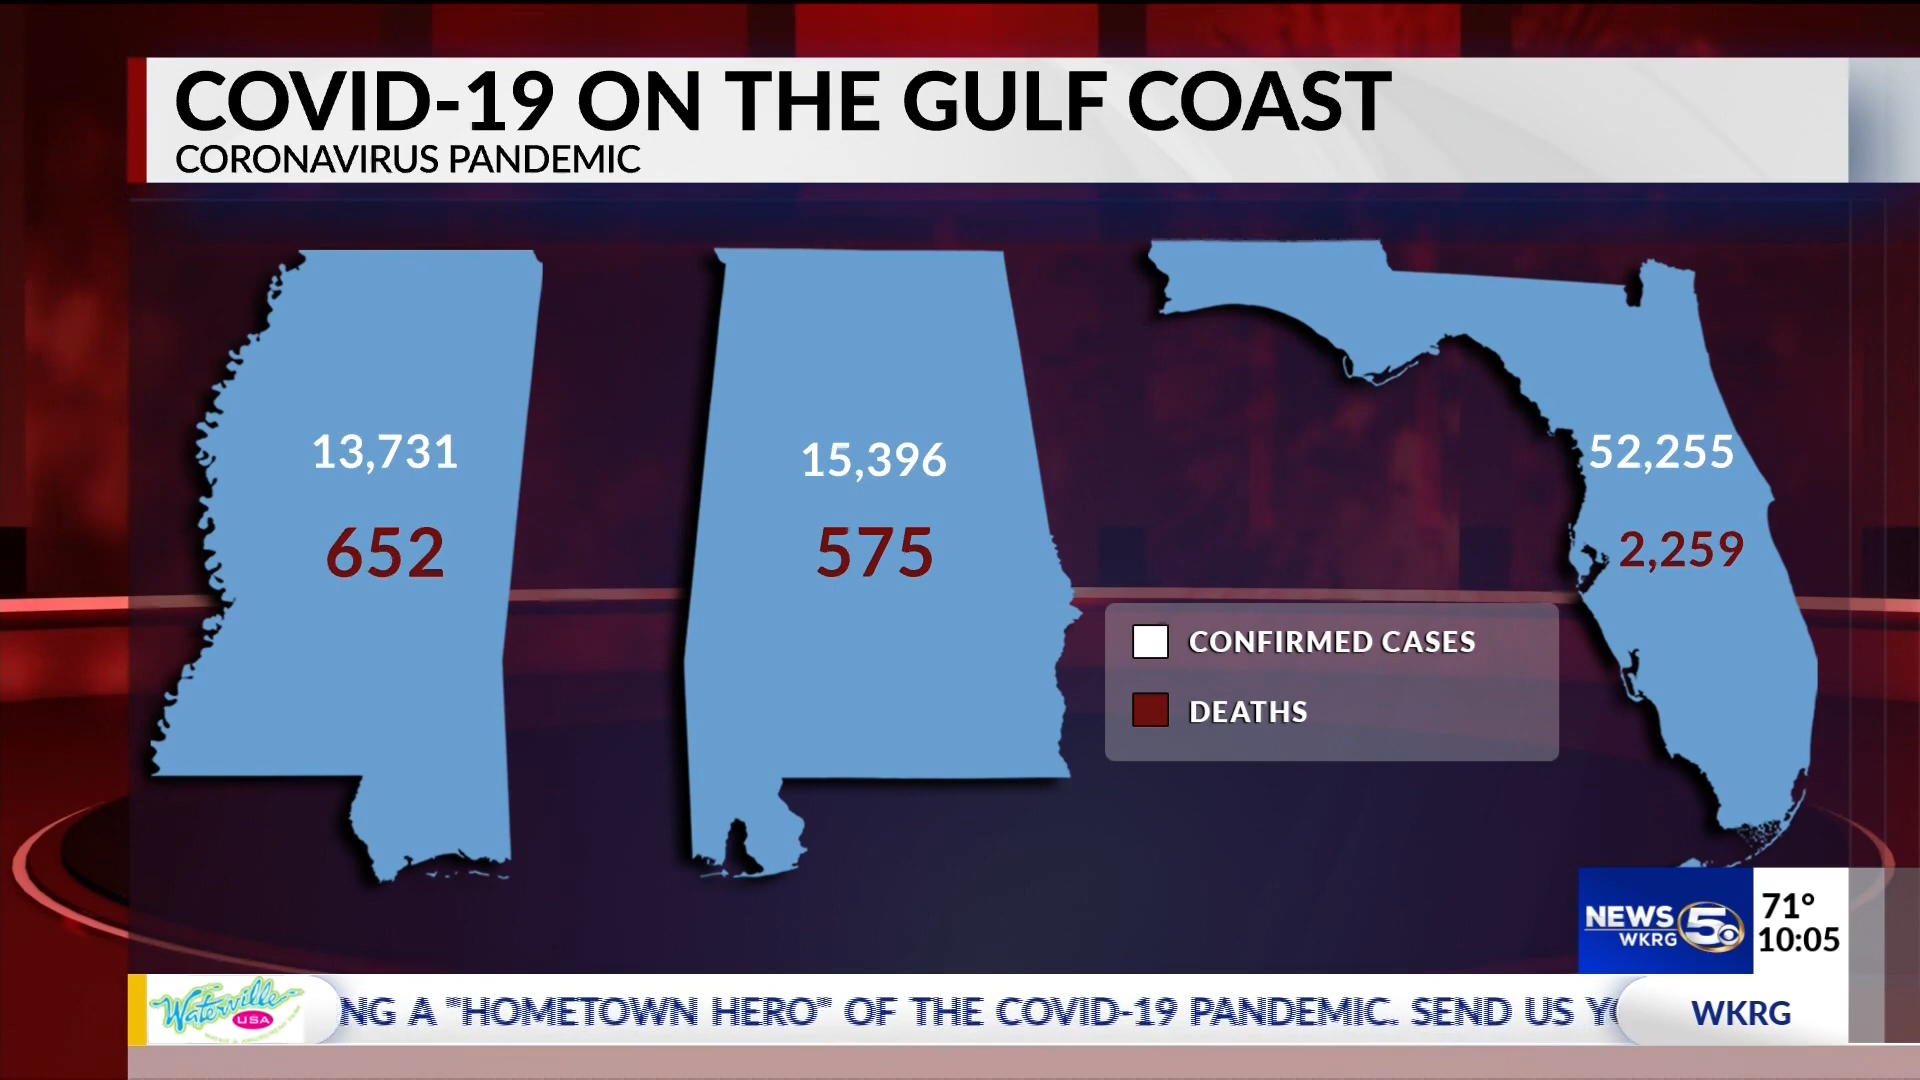 COVID-19 ON THE GULF COAST
CORONAVIRUS PANDEMIC
13,731
652
15,396
575
52,255
2,259
CONFIRMED CASES
DEATHS
NEWS 5
WKRG
71°
10:05
Waterville
USA
NG A "HOMETOWN HERO" OF THE COVID-19 PANDEMIC. SEND US Y
WKRG